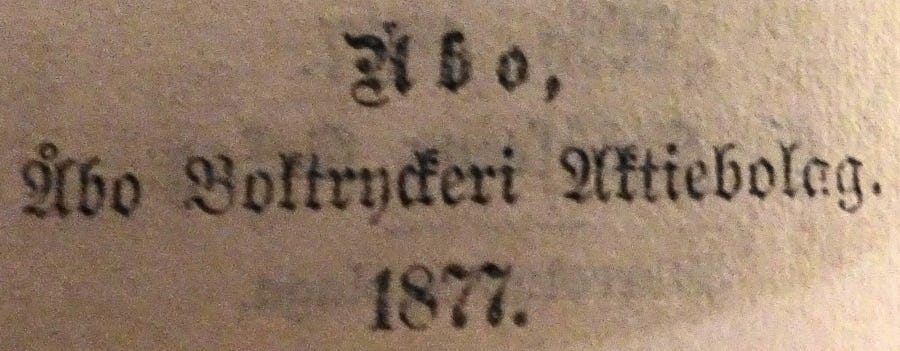 Åbo,
Åbo Boktryckeri Aktiebolag.
1877.